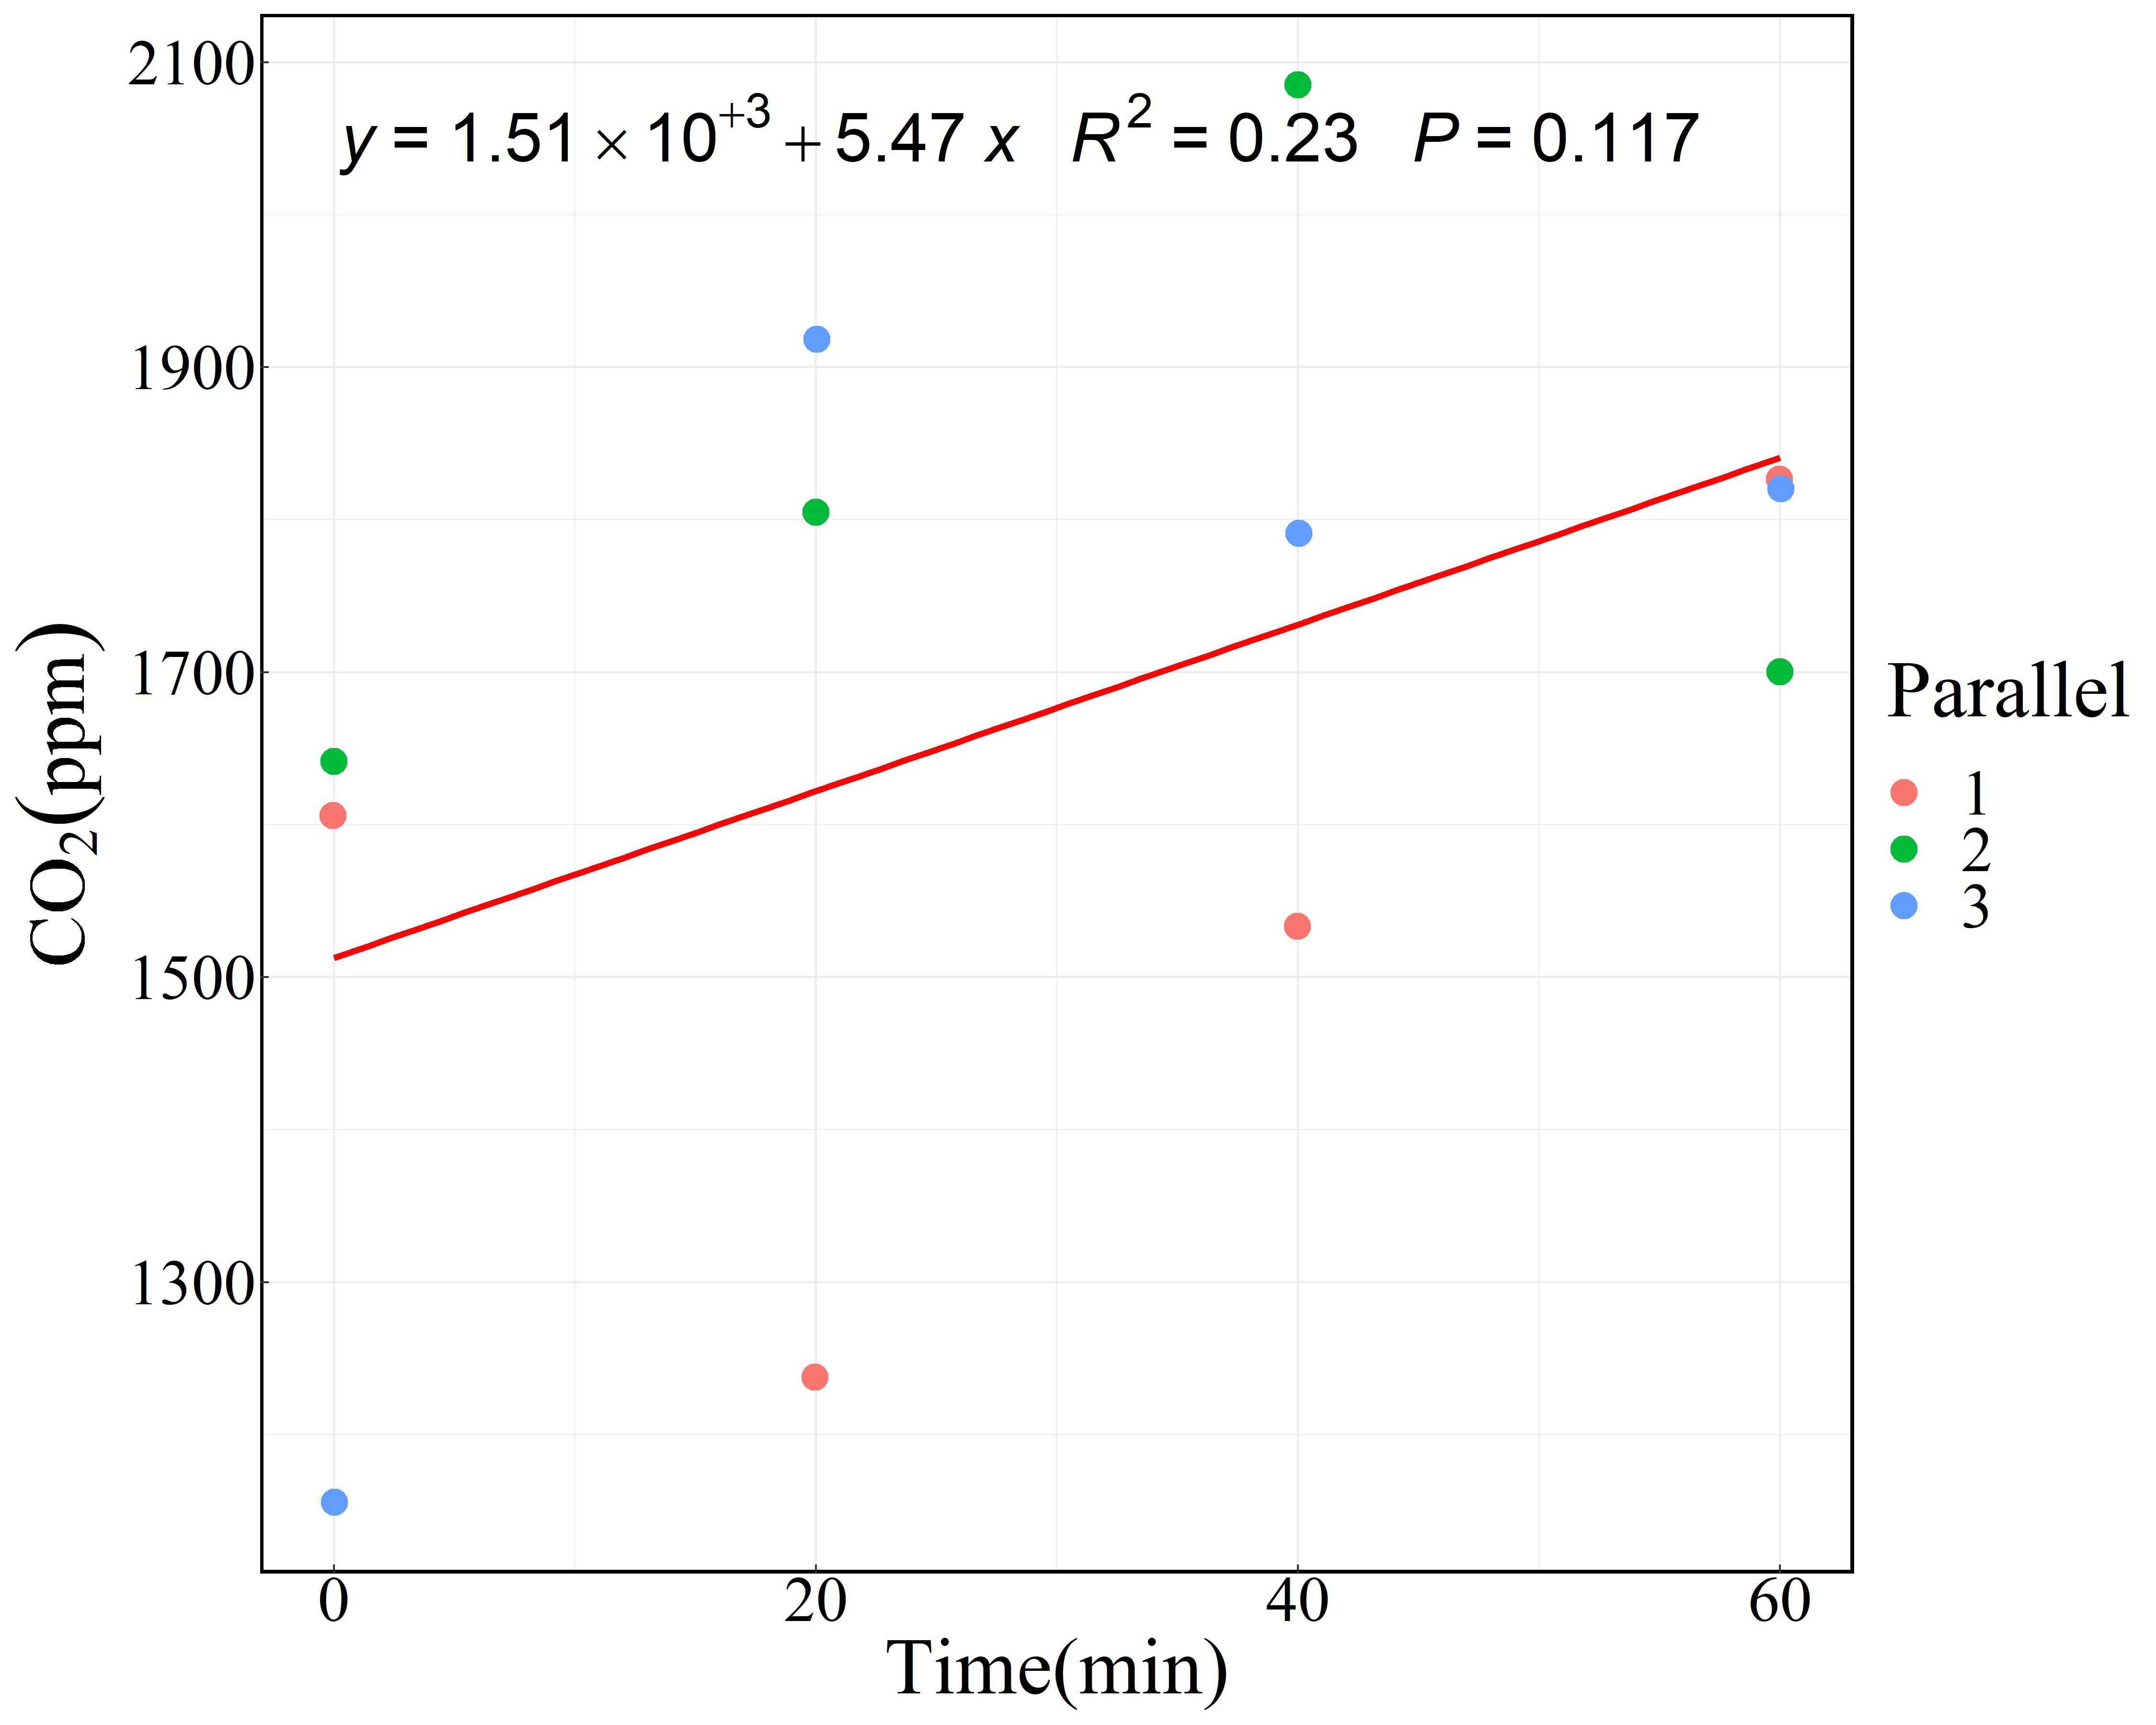 2100
y = 1.51 × 10⁺³ + 5.47 x R² = 0.23 P = 0.117
1900
1700
1500
1300
CO₂(ppm)
0 20 40 60
Time(min)
Parallel
1
2
3